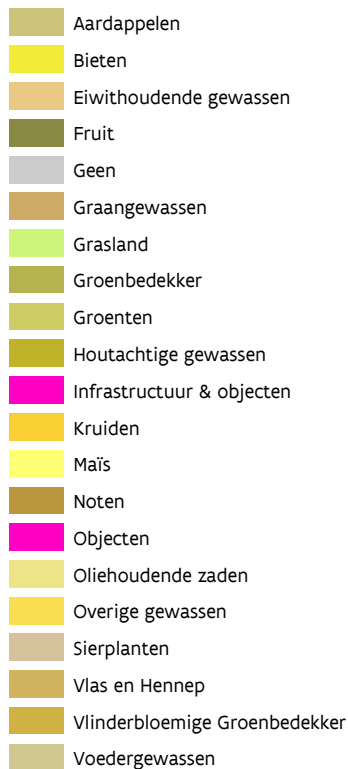 Aardappelen
Bieten
Eiwithoudende gewassen
Fruit
Geen
Graangewassen
Grasland
Groenbedekker
Groenten
Houtachtige gewassen
Infrastructuur & objecten
Kruiden
Maïs
Noten
Objecten
Oliehoudende zaden
Overige gewassen
Sierplanten
Vlas en Hennep
Vlinderbloemige Groenbedekker
Voedergewassen